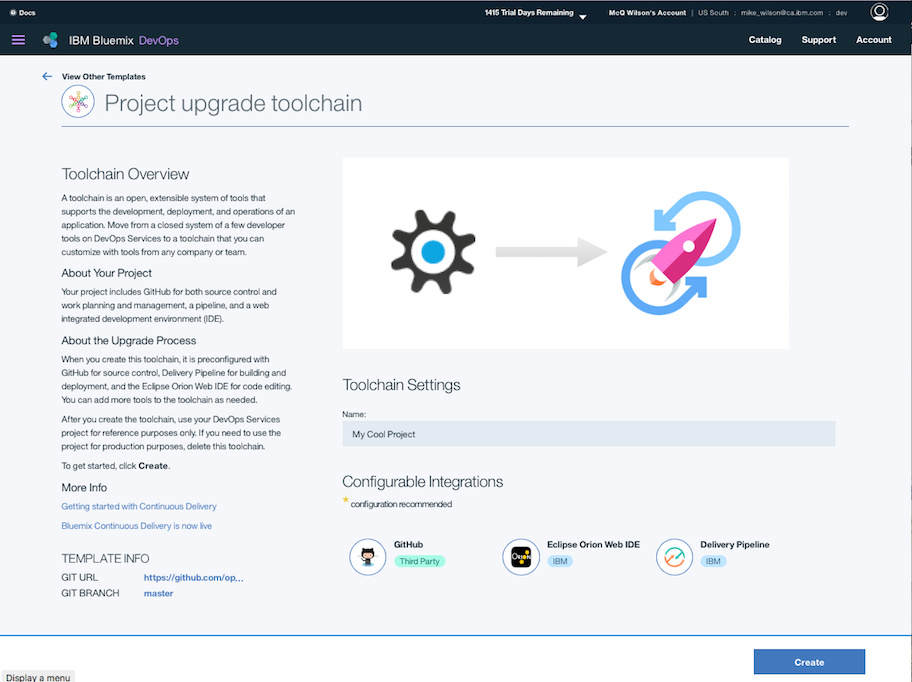 Docs
1415 Trial Days Remaining
McQ Wilson's Account | US South : mike_wilson@ca.ibm.com : dev
IBM Bluemix DevOps
Catalog Support Account
View Other Templates
Project upgrade toolchain
Toolchain Overview
A toolchain is an open, extensible system of tools that
supports the development, deployment, and operations of an
application. Move from a closed system of a few developer
tools on DevOps Services to a toolchain that you can
customize with tools from any company or team.
About Your Project
Your project includes GitHub for both source control and
work planning and management, a pipeline, and a web
integrated development environment (IDE).
About the Upgrade Process
When you create this toolchain, it is preconfigured with
GitHub for source control, Delivery Pipeline for building and
deployment, and the Eclipse Orion Web IDE for code editing.
You can add more tools to the toolchain as needed.
After you create the toolchain, use your DevOps Services
project for reference purposes only. If you need to use the
project for production purposes, delete this toolchain.
To get started, click Create.
More Info
Getting started with Continuous Delivery
Bluemix Continuous Delivery is now live
TEMPLATE INFO
GIT URL https://github.com/op...
GIT BRANCH master
Toolchain Settings
Name:
My Cool Project
Configurable Integrations
* configuration recommended
GitHub
Third Party
ORION
Eclipse Orion Web IDE
IBM
Delivery Pipeline
IBM
Create
Display a menu